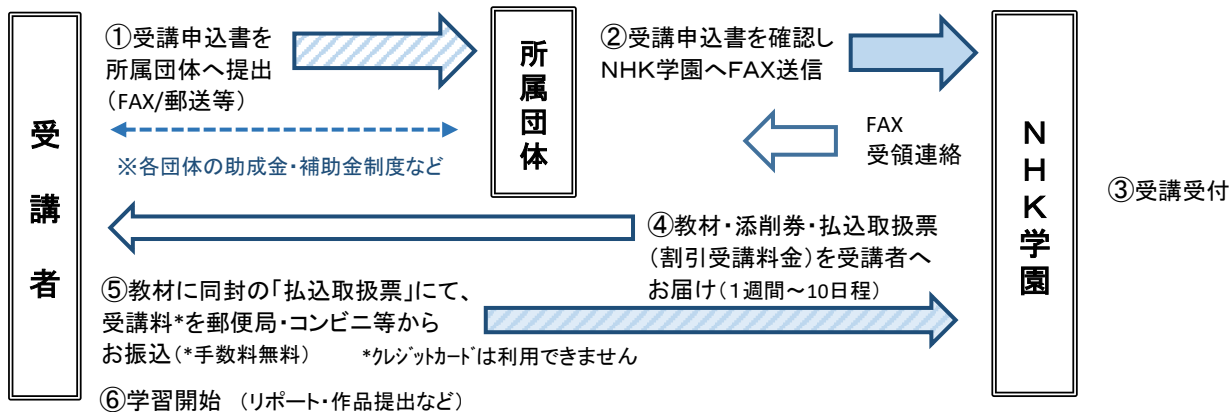 受講者
①受講申込書を
所属団体へ提出
(FAX/郵送等)
※各団体の助成金・補助金制度など
所属団体
②受講申込書を確認し
NHK学園へFAX送信
FAX
受領連絡
NHK学園
③受講受付
④教材・添削券・払込取扱票
(割引受講料金)を受講者へ
お届け(1週間～10日程)
⑤教材に同封の「払込取扱票」にて、
受講料*を郵便局・コンビニ等から
お振込(*手数料無料) *ｸﾚｼﾞｯﾄｶｰﾄﾞは利用できません
⑥学習開始 (リポート・作品提出など)